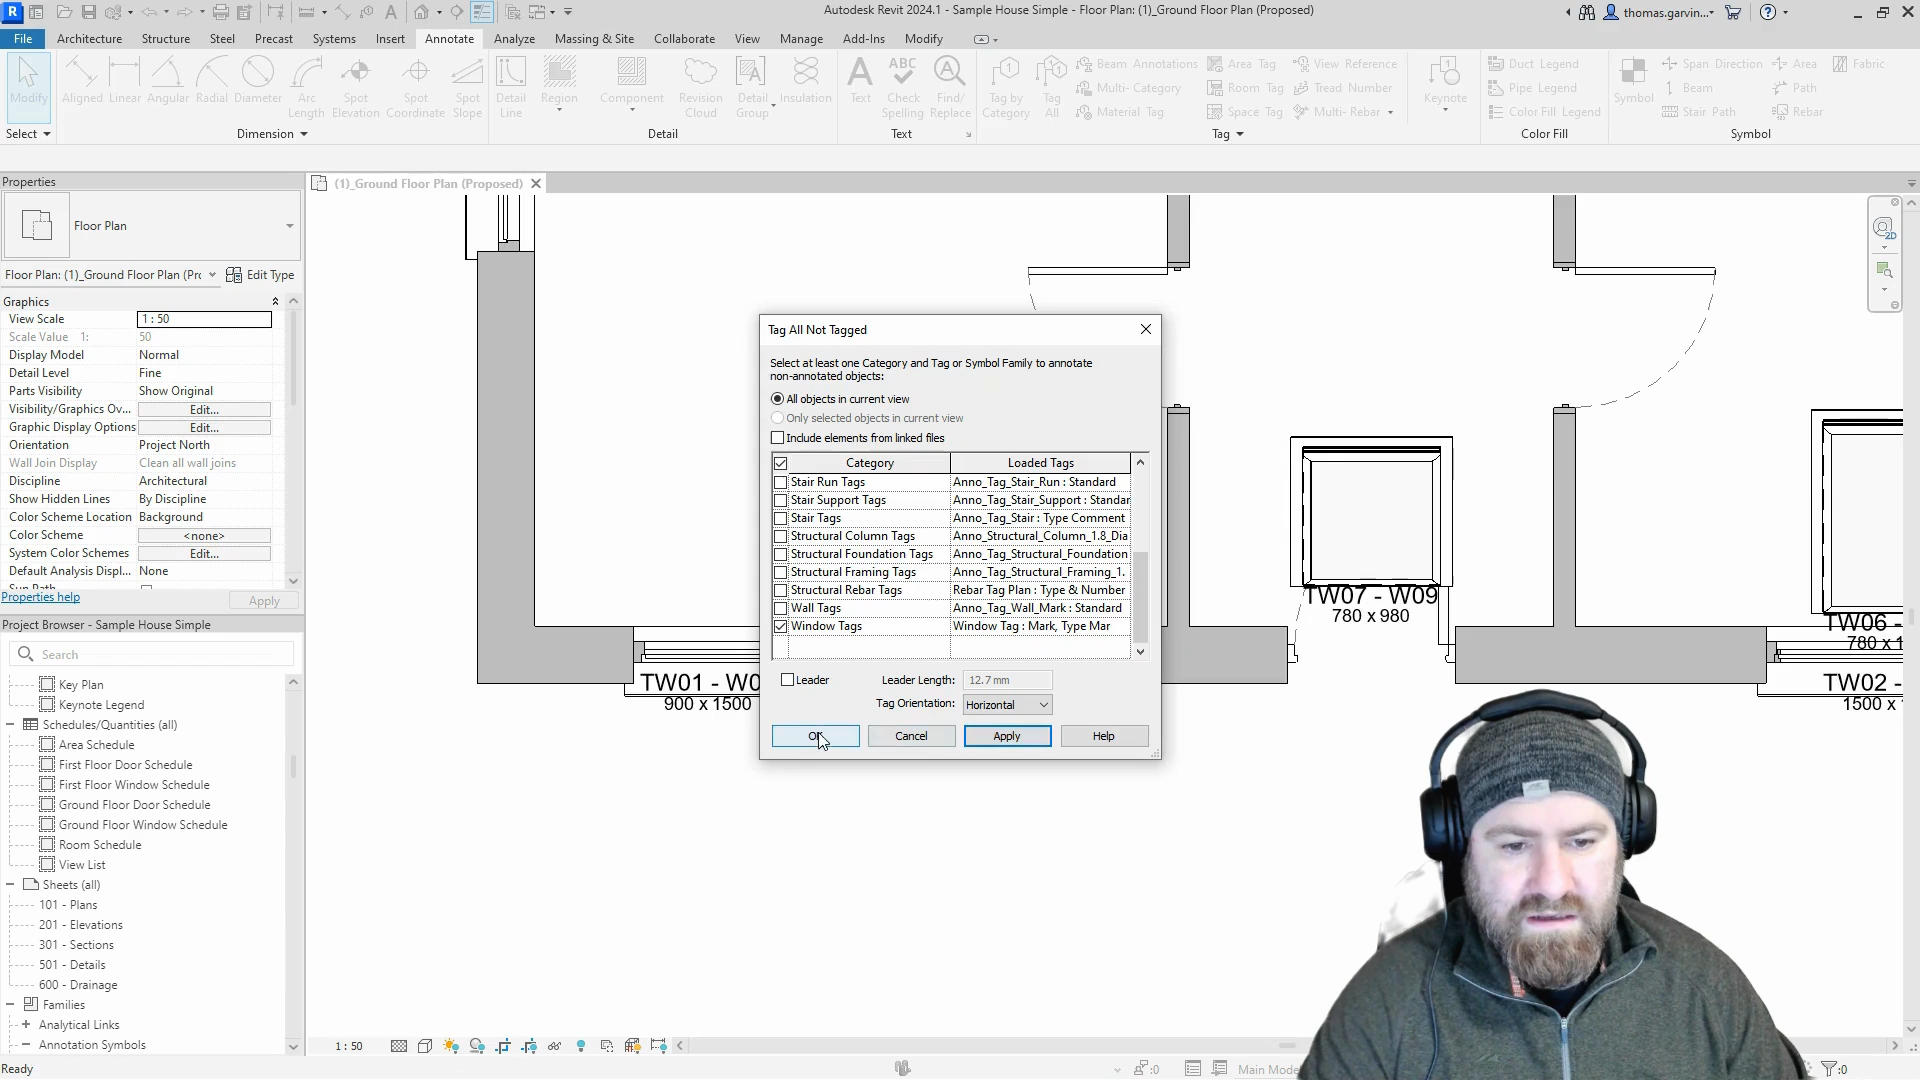 Autodesk Revit 2024.1 - Sample House Simple - Floor Plan: (1)_Ground Floor Plan (Proposed)
thomas.garvin...
File Architecture Structure Steel Precast Systems Insert Annotate Analyze Massing & Site Collaborate View Manage Add-Ins Modify
Modify
Aligned Linear Angular Radial Diameter Arc Length Spot Elevation Spot Coordinate Spot Slope
Detail Line Region Component Revision Cloud Detail Group Insulation
Text Check Spelling Find/ Replace
Tag by Category Tag All
Beam Annotations Area Tag View Reference
Multi- Category Room Tag Tread Number
Material Tag Space Tag Multi- Rebar
Keynote
Duct Legend
Pipe Legend
Color Fill Legend
Symbol
Span Direction Area Fabric
Beam Path
Stair Path Rebar
Select Dimension Detail Text Tag Color Fill Symbol
Properties
(1)_Ground Floor Plan (Proposed)
Floor Plan
Floor Plan: (1)_Ground Floor Plan (Prc Edit Type
Graphics
View Scale 1 : 50
Scale Value 1: 50
Display Model Normal
Detail Level Fine
Parts Visibility Show Original
Visibility/Graphics Ov... Edit...
Graphic Display Options Edit...
Orientation Project North
Wall Join Display Clean all wall joins
Discipline Architectural
Show Hidden Lines By Discipline
Color Scheme Location Background
Color Scheme <none>
System Color Schemes Edit...
Default Analysis Displ... None
Sun Path
Properties help Apply
Project Browser - Sample House Simple
Search
Key Plan
Keynote Legend
Schedules/Quantities (all)
Area Schedule
First Floor Door Schedule
First Floor Window Schedule
Ground Floor Door Schedule
Ground Floor Window Schedule
Room Schedule
View List
Sheets (all)
101 - Plans
201 - Elevations
301 - Sections
501 - Details
600 - Drainage
Families
Analytical Links
Annotation Symbols
Tag All Not Tagged
Select at least one Category and Tag or Symbol Family to annotate
non-annotated objects:
All objects in current view
Only selected objects in current view
Include elements from linked files
Category Loaded Tags
Stair Run Tags Anno_Tag_Stair_Run : Standard
Stair Support Tags Anno_Tag_Stair_Support : Standar
Stair Tags Anno_Tag_Stair : Type Comment
Structural Column Tags Anno_Structural_Column_1.8_Dia
Structural Foundation Tags Anno_Tag_Structural_Foundation
Structural Framing Tags Anno_Tag_Structural_Framing_1.
Structural Rebar Tags Rebar Tag Plan : Type & Number
Wall Tags Anno_Tag_Wall_Mark : Standard
Window Tags Window Tag : Mark, Type Mar
Leader Leader Length: 12.7 mm
Tag Orientation: Horizontal
OK Cancel Apply Help
TW01 - W0
900 x 1500
TW07 - W09
780 x 980
TW06 -
780 x 1
TW02 -
1500 x
2D
1 : 50
Ready
:0
Main Mode
:0